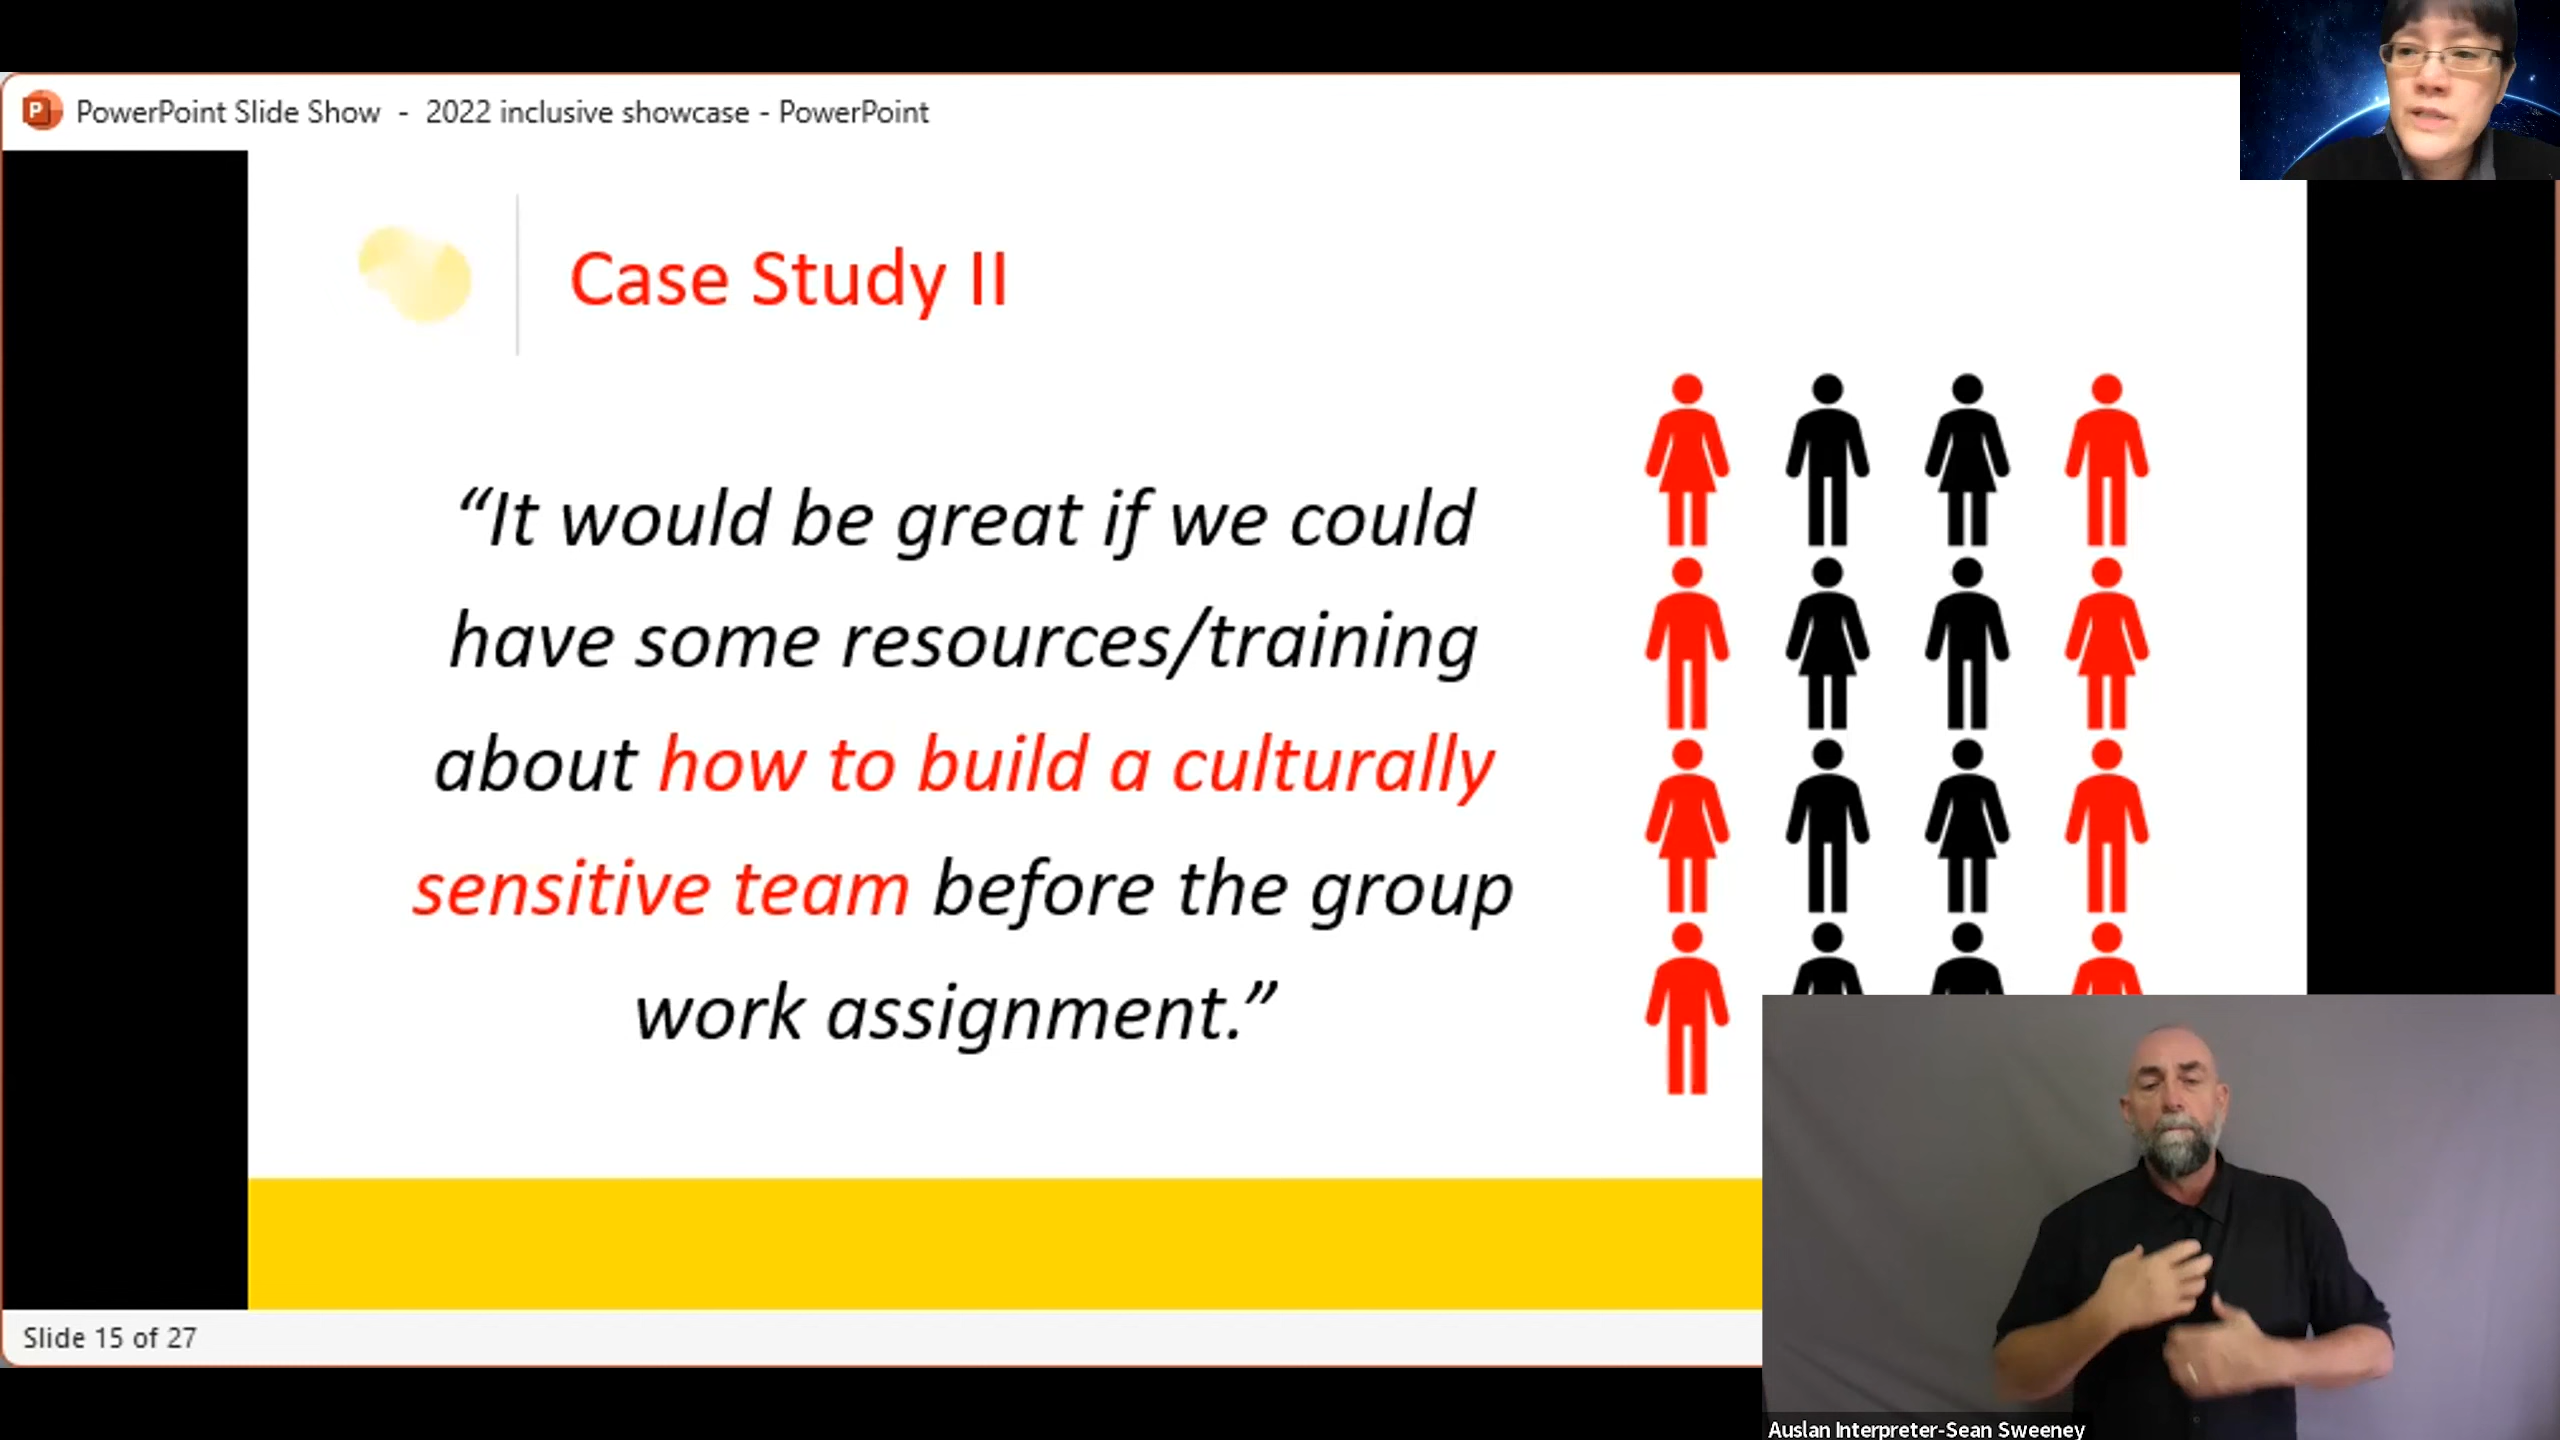 PowerPoint Slide Show - 2022 inclusive showcase - PowerPoint
Case Study II
“It would be great if we could
have some resources/training
about how to build a culturally
sensitive team before the group
work assignment.”
Slide 15 of 27
Auslan Interpreter-Sean Sweeney